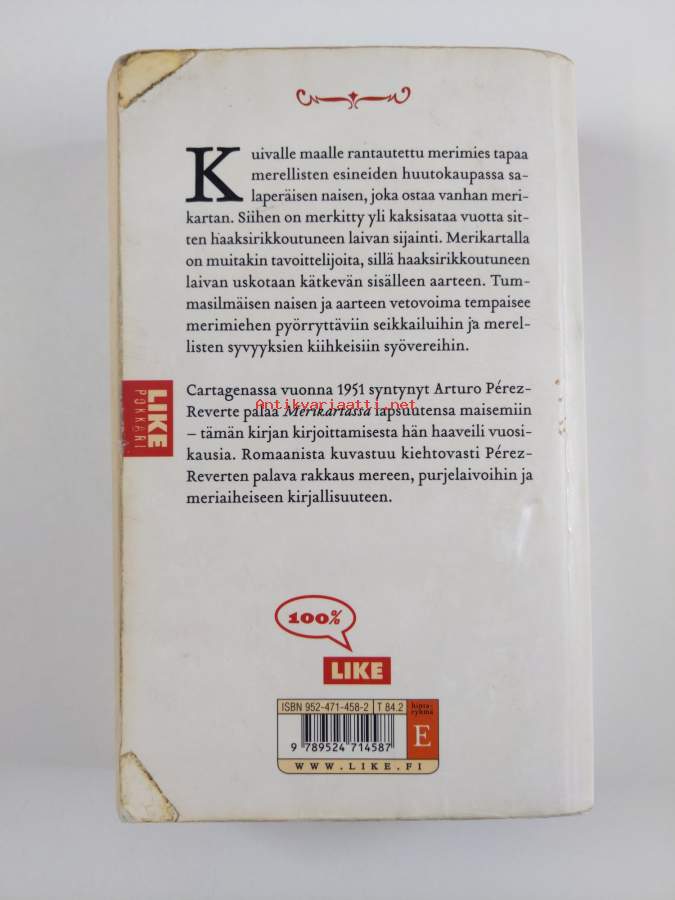 Kuivalle maalle rantautettu merimies tapaa
merellisten esineiden huutokaupassa sa-
laperäisen naisen, joka ostaa vanhan meri-
kartan. Siihen on merkitty yli kaksisataa vuotta sit-
ten haaksirikkoutuneen laivan sijainti. Merikartalla
on muitakin tavoittelijoita, sillä haaksirikkoutuneen
laivan uskotaan kätkevän sisälleen aarteen. Tum-
masilmäisen naisen ja aarteen vetovoima tempaisee
merimiehen pyörryttäviin seikkailuihin ja merel-
listen syvyyksien kiihkeisiin syövereihin.
Cartagenassa vuonna 1951 syntynyt Arturo Pérez-
Reverte palaa Merikartassa lapsuutensa maisemiin
– tämän kirjan kirjoittamisesta hän haaveili vuosi-
kausia. Romaanista kuvastuu kiehtovasti Pérez-
Reverten palava rakkaus mereen, purjelaivoihin ja
meriaiheiseen kirjallisuuteen.
Antikvariaatti.net
LIKE
POKKARI
100%
LIKE
ISBN 952-471-458-2 T 84.2
hinta-
ryhmä
E
9 789524 714587
WWW.LIKE.FI